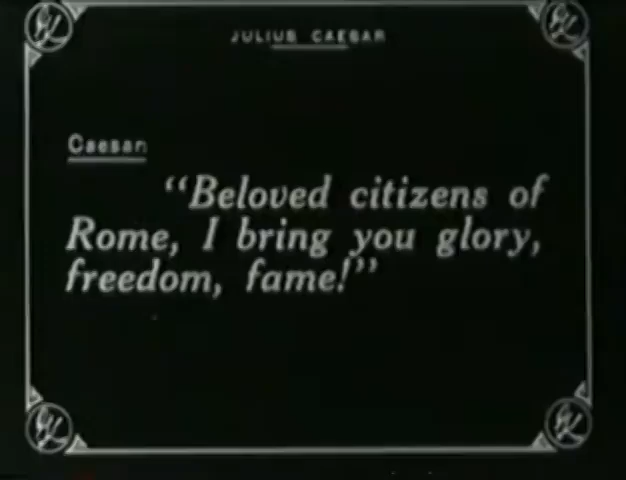 JULIUS CAESAR
Caesar
"Beloved citizens of
Rome, I bring you glory,
freedom, fame!"